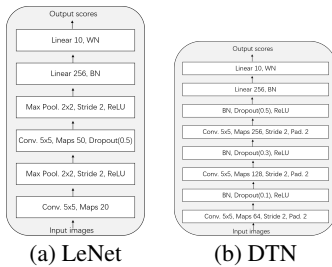 Output scores
Linear 10, WN
Linear 256, BN
Max Pool. 2x2, Stride 2, ReLU
Conv. 5x5, Maps 50, Dropout(0.5)
Max Pool. 2x2, Stride 2, ReLU
Conv. 5x5, Maps 20
Input images
(a) LeNet
Output scores
Linear 10, WN
Linear 256, BN
BN, Dropout(0.5), ReLU
Conv. 5x5, Maps 256, Stride 2, Pad. 2
BN, Dropout(0.3), ReLU
Conv. 5x5, Maps 128, Stride 2, Pad. 2
BN, Dropout(0.1), ReLU
Conv. 5x5, Maps 64, Stride 2, Pad. 2
Input images
(b) DTN